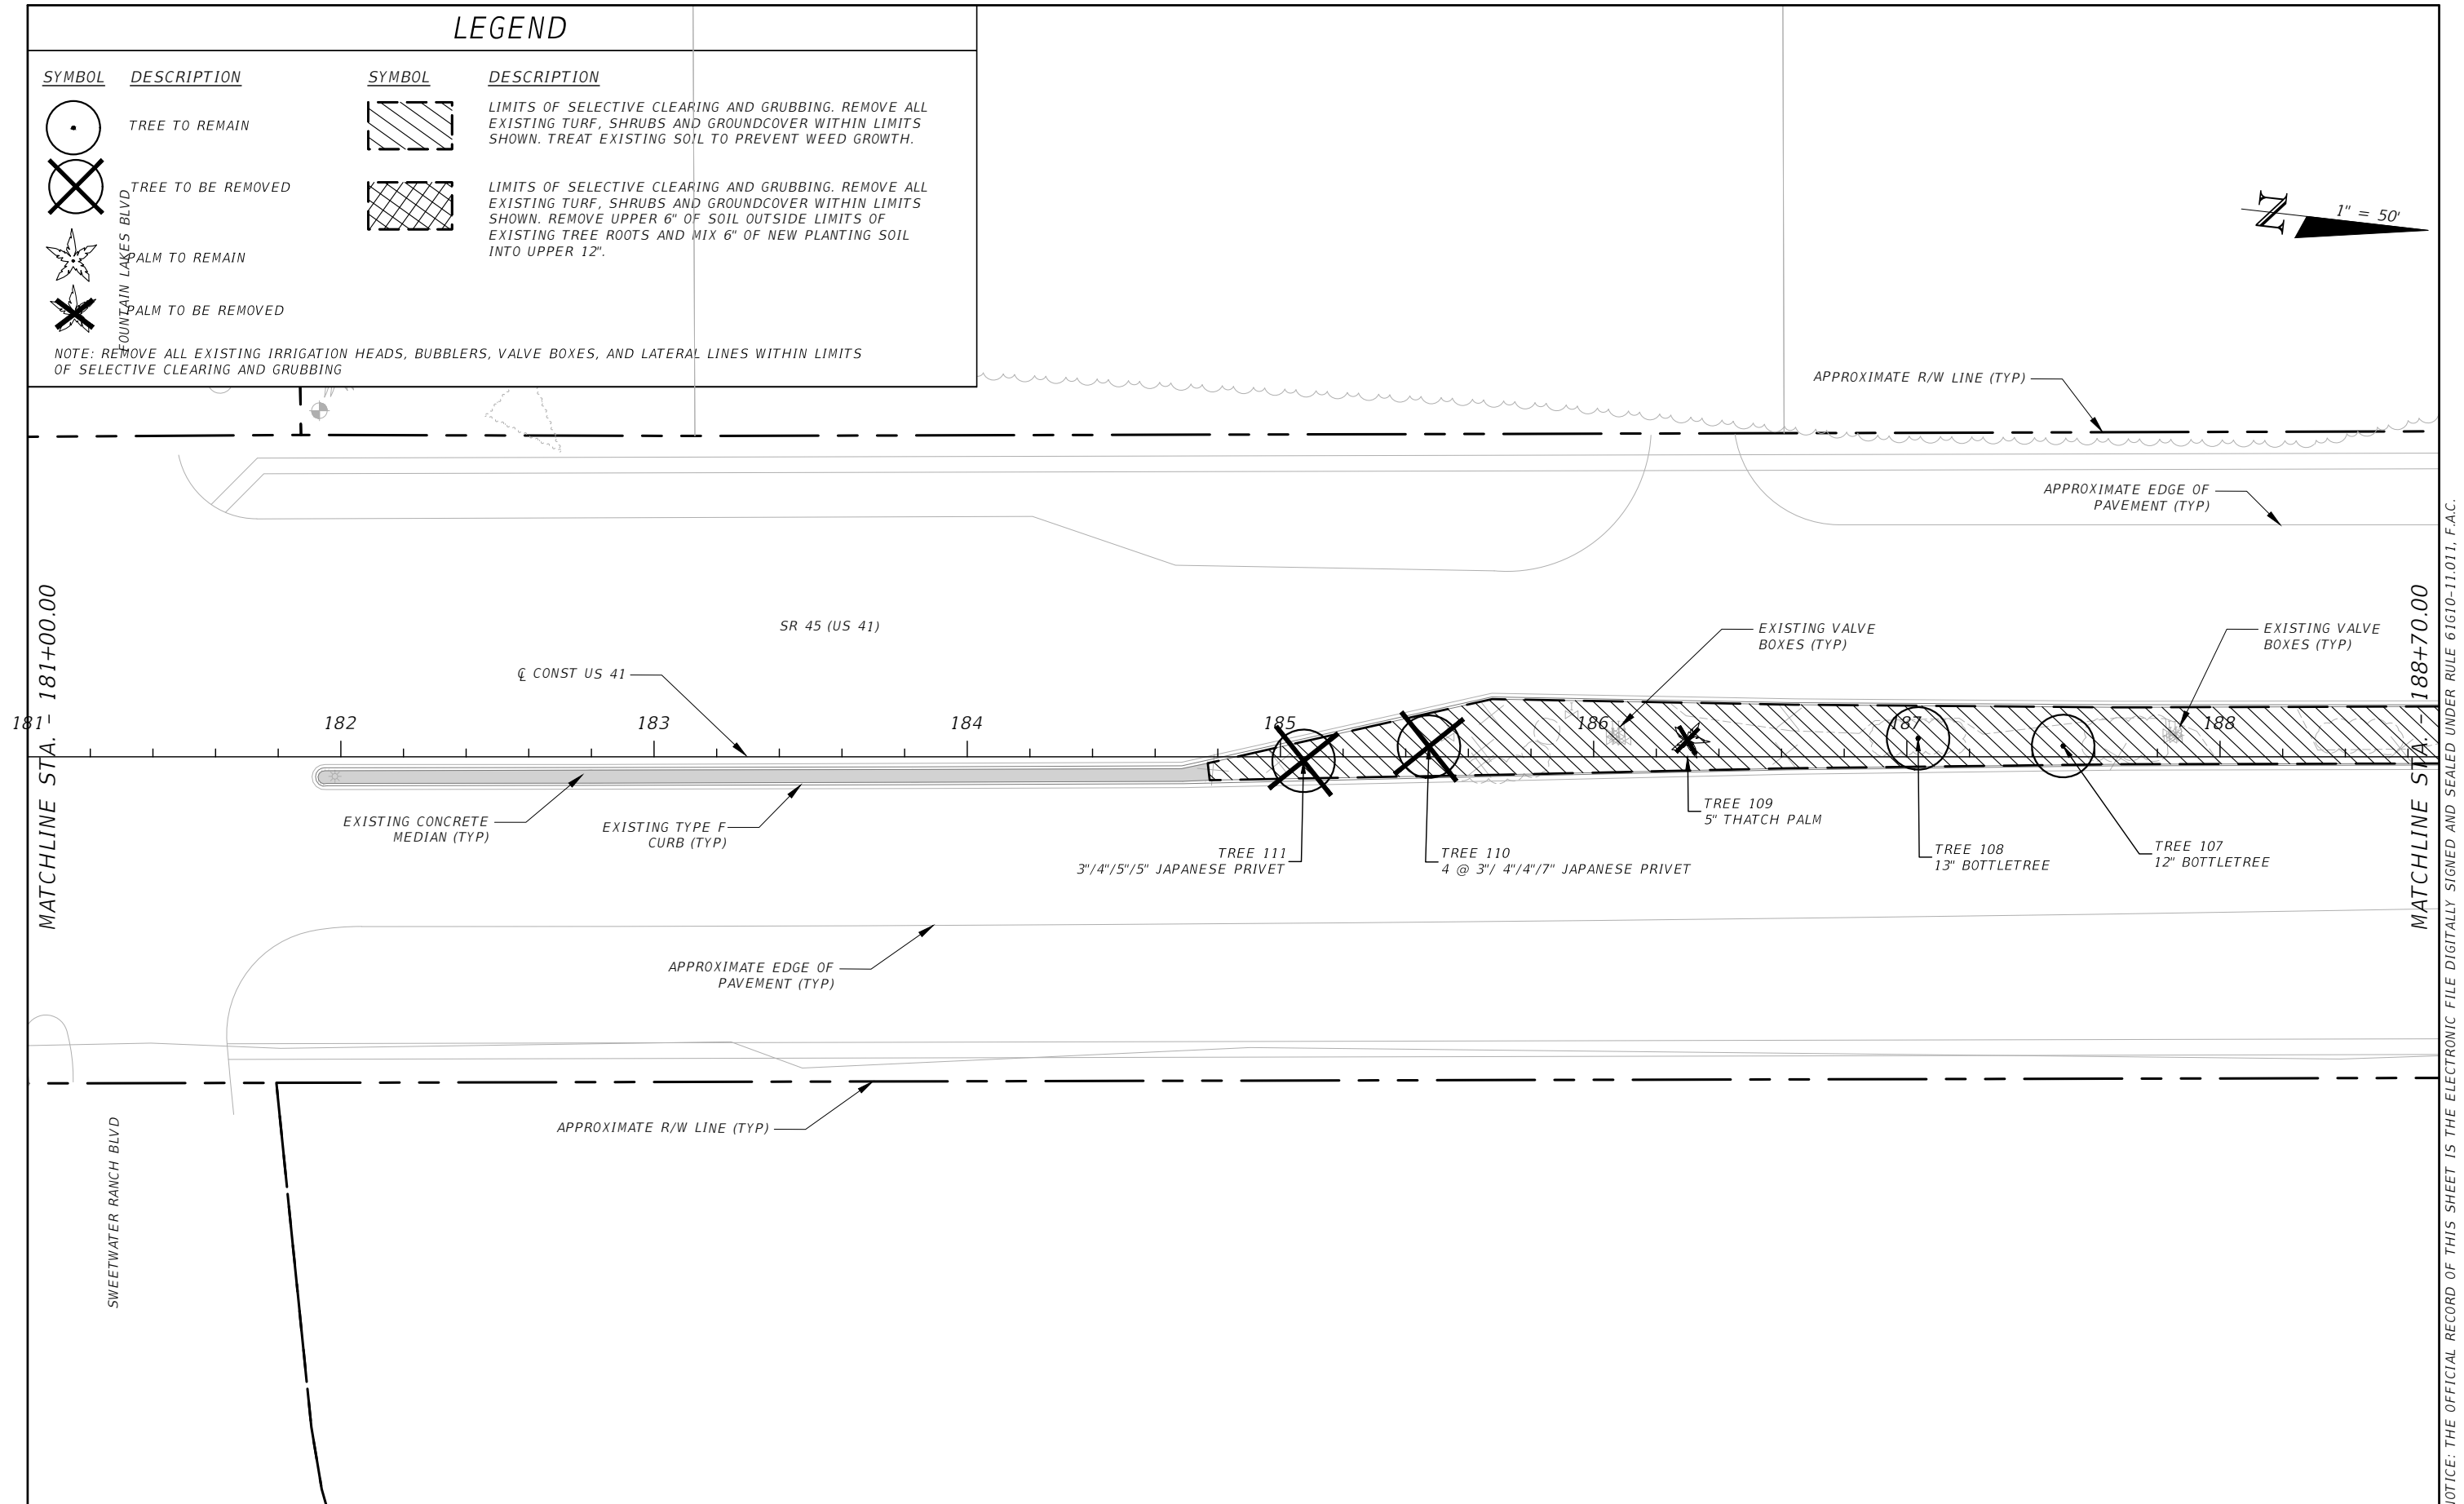 LEGEND
SYMBOL
DESCRIPTION
TREE TO REMAIN
TREE TO BE REMOVED
PALM TO REMAIN
PALM TO BE REMOVED
SYMBOL
DESCRIPTION
LIMITS OF SELECTIVE CLEARING AND GRUBBING. REMOVE ALL
EXISTING TURF, SHRUBS AND GROUNDCOVER WITHIN LIMITS
SHOWN. TREAT EXISTING SOIL TO PREVENT WEED GROWTH.
LIMITS OF SELECTIVE CLEARING AND GRUBBING. REMOVE ALL
EXISTING TURF, SHRUBS AND GROUNDCOVER WITHIN LIMITS
SHOWN. REMOVE UPPER 6" OF SOIL OUTSIDE LIMITS OF
EXISTING TREE ROOTS AND MIX 6" OF NEW PLANTING SOIL
INTO UPPER 12".
NOTE: REMOVE ALL EXISTING IRRIGATION HEADS, BUBBLERS, VALVE BOXES, AND LATERAL LINES WITHIN LIMITS
OF SELECTIVE CLEARING AND GRUBBING
FOUNTAIN LAKES BLVD
N
1" = 50'
APPROXIMATE R/W LINE (TYP)
APPROXIMATE EDGE OF
PAVEMENT (TYP)
SR 45 (US 41)
℄ CONST US 41
EXISTING VALVE
BOXES (TYP)
EXISTING VALVE
BOXES (TYP)
MATCHLINE STA. - 181+00.00
181
182
183
184
185
186
187
188
MATCHLINE STA. - 188+70.00
EXISTING CONCRETE
MEDIAN (TYP)
EXISTING TYPE F
CURB (TYP)
TREE 111
3"/4"/5"/5" JAPANESE PRIVET
TREE 110
4 @ 3"/ 4"/4"/7" JAPANESE PRIVET
TREE 109
5" THATCH PALM
TREE 108
13" BOTTLETREE
TREE 107
12" BOTTLETREE
APPROXIMATE EDGE OF
PAVEMENT (TYP)
APPROXIMATE R/W LINE (TYP)
SWEETWATER RANCH BLVD
NOTICE: THE OFFICIAL RECORD OF THIS SHEET IS THE ELECTRONIC FILE DIGITALLY SIGNED AND SEALED UNDER RULE 61G10-11.011, F.A.C.